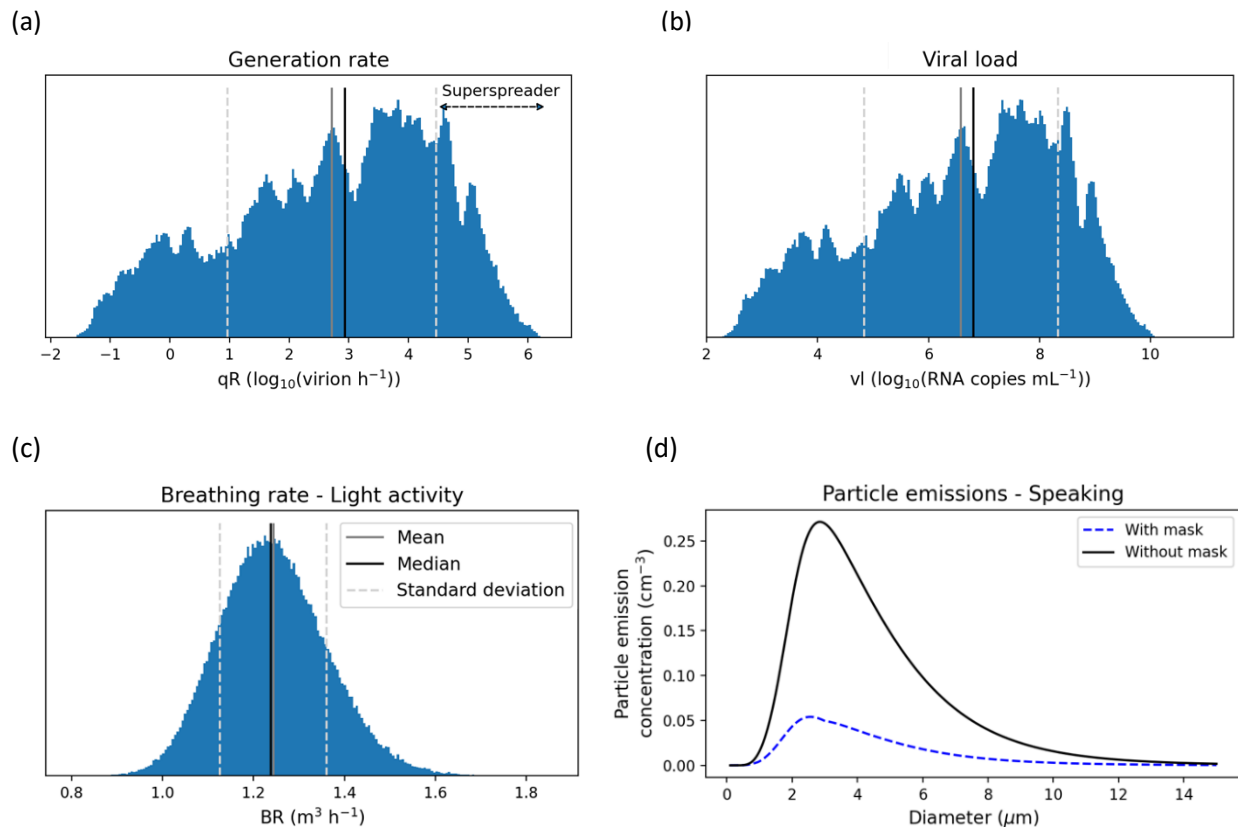 (a)
Generation rate
Superspreader
−2 −1 0 1 2 3 4 5 6
qR (log₁₀(virion h⁻¹))
(b)
Viral load
2 4 6 8 10
vl (log₁₀(RNA copies mL⁻¹))
(c)
Breathing rate - Light activity
Mean
Median
Standard deviation
0.8 1.0 1.2 1.4 1.6 1.8
BR (m³ h⁻¹)
(d)
Particle emissions - Speaking
With mask
Without mask
Particle emission
concentration (cm⁻³)
0.25
0.20
0.15
0.10
0.05
0.00
0 2 4 6 8 10 12 14
Diameter (μm)